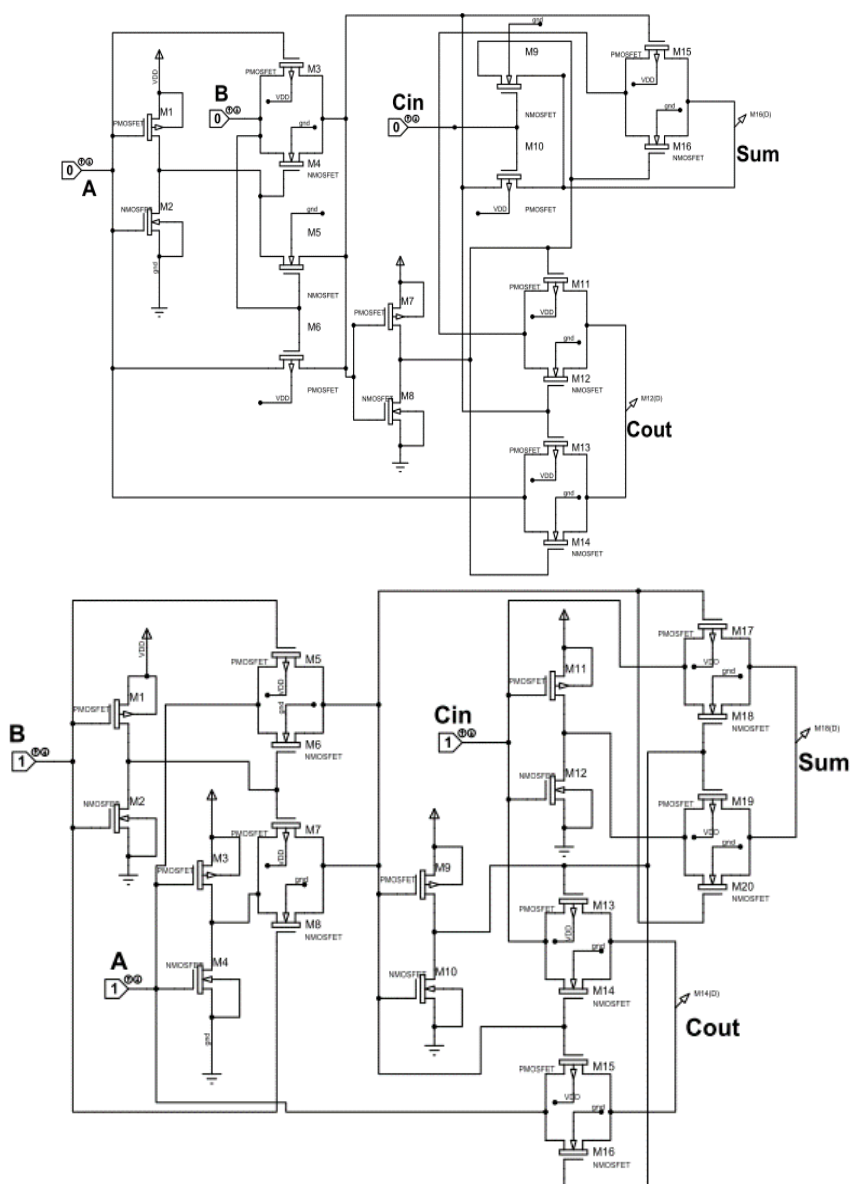 gnd
M9
M15
PMOSFET
M3
PMOSFET
VDD
VDD
VDD
B
0
M1
PMOSFET
Cin
0
NMOSFET
M16(D)
gnd
gnd
M4
NMOSFET
M10
M16
NMOSFET
Sum
0
A
VDD
PMOSFET
NMOSFET
M2
gnd
gnd
M5
NMOSFET
M7
PMOSFET
M11
PMOSFET
VDD
M6
gnd
PMOSFET
VDD
NMOSFET
M8
M12
NMOSFET
M12(D)
Cout
M13
PMOSFET
VDD
gnd
M14
NMOSFET
M17
PMOSFET
VDD
VDD
M5
PMOSFET
VDD
M11
PMOSFET
gnd
M1
PMOSFET
gnd
Cin
1
M18
NMOSFET
M18(D)
B
1
M6
NMOSFET
Sum
M2
NMOSFET
NMOSFET
M12
M19
PMOSFET
VDD
M7
PMOSFET
VDD
M3
PMOSFET
M9
PMOSFET
gnd
gnd
M20
NMOSFET
M8
NMOSFET
M13
PMOSFET
VDD
A
1
M4
NMOSFET
M10
NMOSFET
gnd
M14
NMOSFET
M14(D)
Cout
gnd
M15
PMOSFET
VDD
gnd
M16
NMOSFET